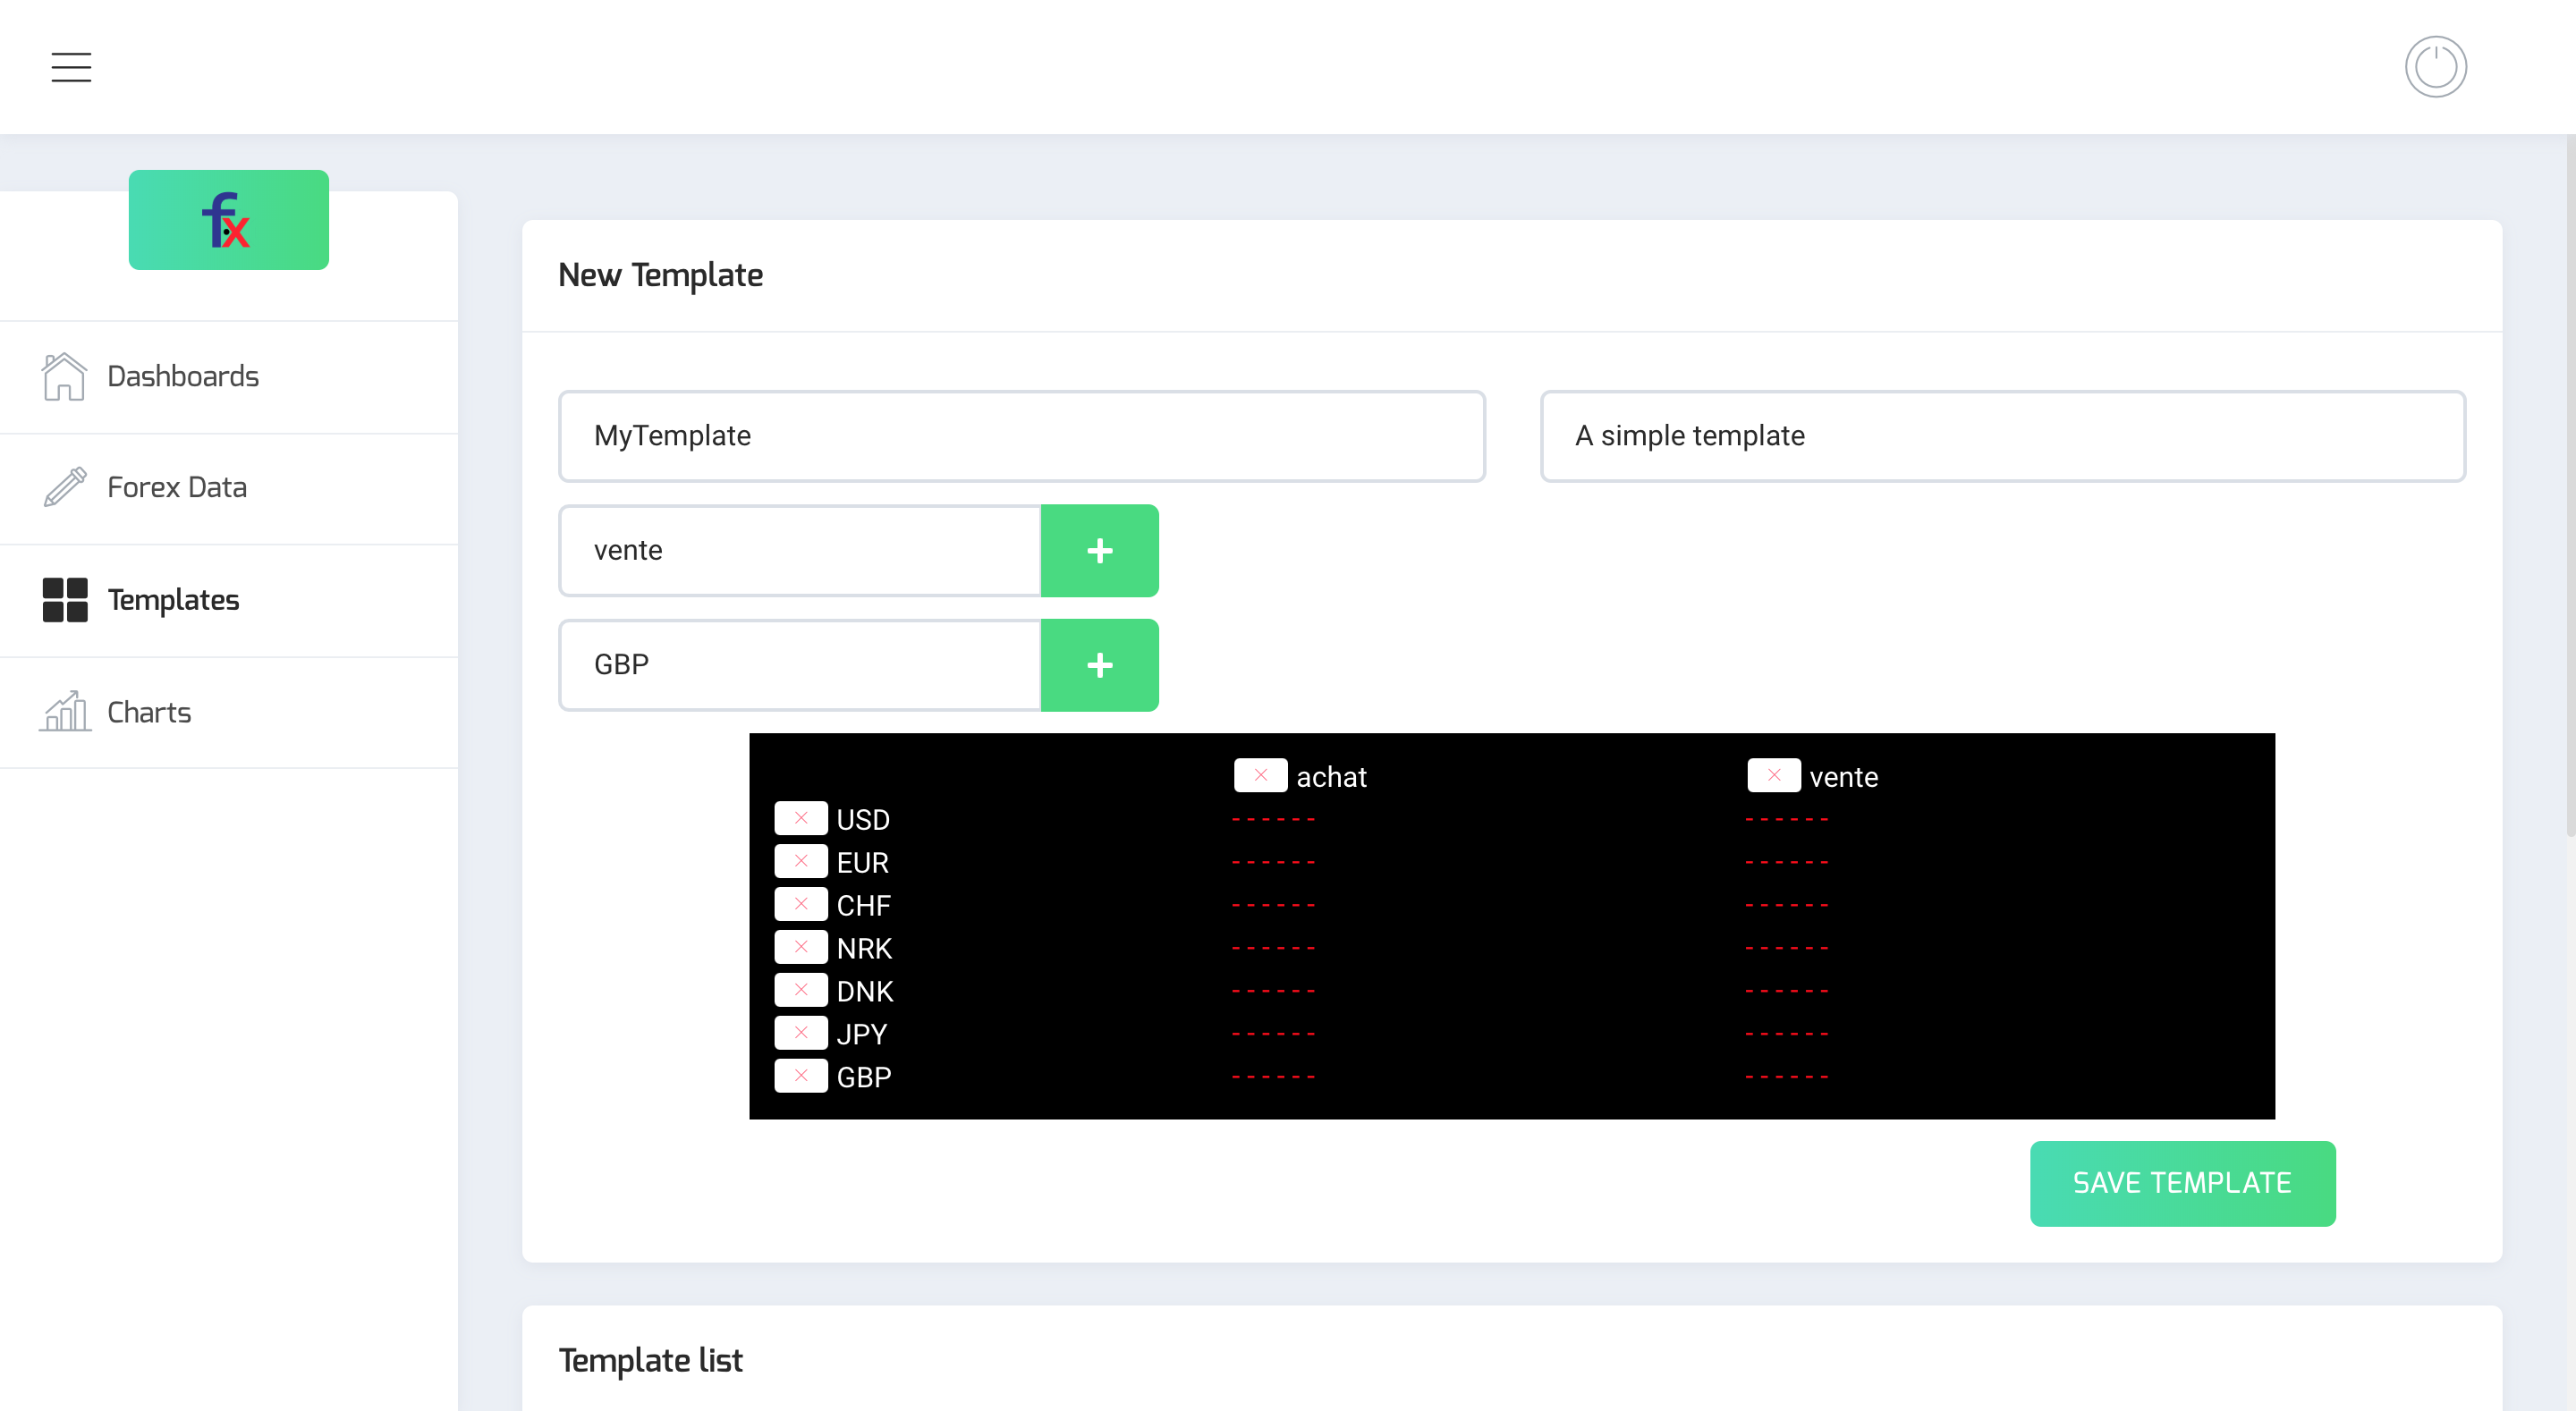 fx
New Template
Dashboards
MyTemplate
A simple template
Forex Data
vente +
Templates
GBP +
Charts
achat vente
USD ------ ------
EUR ------ ------
CHF ------ ------
NRK ------ ------
DNK ------ ------
JPY ------ ------
GBP ------ ------
SAVE TEMPLATE
Template list